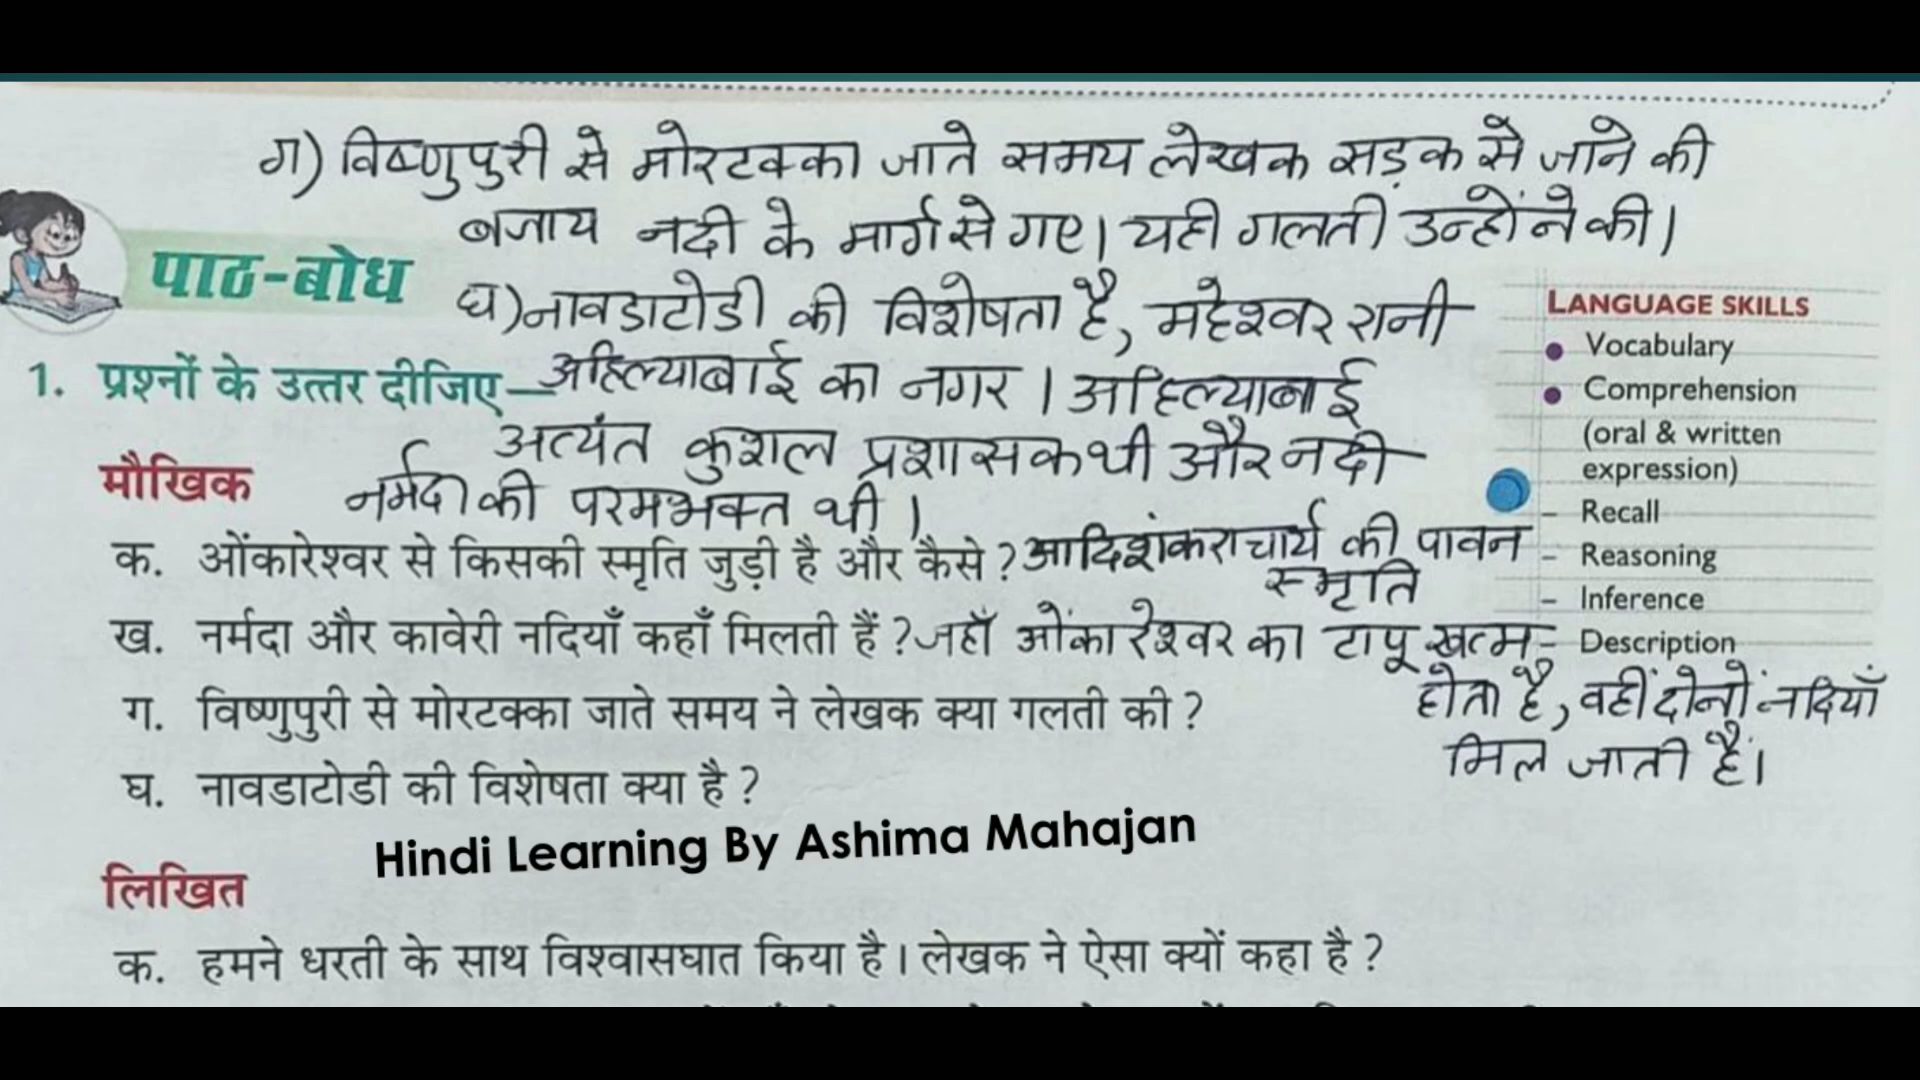 ग) विष्णुपुरी से मोरटक्का जाते समय लेखक सड़क से जाने की
बजाय नदी के मार्ग से गए। यही गलती उन्होंने की।
पाठ-बोध
घ) नावडाटोडी की विशेषता है, महेश्वर रानी
1. प्रश्नों के उत्तर दीजिए—
अहिल्याबाई का नगर । अहिल्याबाई
अत्यंत कुशल प्रशासक थी और नदी
मौखिक
नर्मदा की परमभक्त थी ।
क. ओंकारेश्वर से किसकी स्मृति जुड़ी है और कैसे ? आदिशंकराचार्य की पावन
स्मृति
ख. नर्मदा और कावेरी नदियाँ कहाँ मिलती हैं ? जहाँ ओंकारेश्वर का टापू खत्म
होता है, वहीं दोनों नदियाँ
मिल जाती हैं।
ग. विष्णुपुरी से मोरटक्का जाते समय ने लेखक क्या गलती की ?
घ. नावडाटोडी की विशेषता क्या है ?
LANGUAGE SKILLS
• Vocabulary
• Comprehension
(oral & written
expression)
– Recall
– Reasoning
– Inference
– Description
Hindi Learning By Ashima Mahajan
लिखित
क. हमने धरती के साथ विश्वासघात किया है। लेखक ने ऐसा क्यों कहा है ?